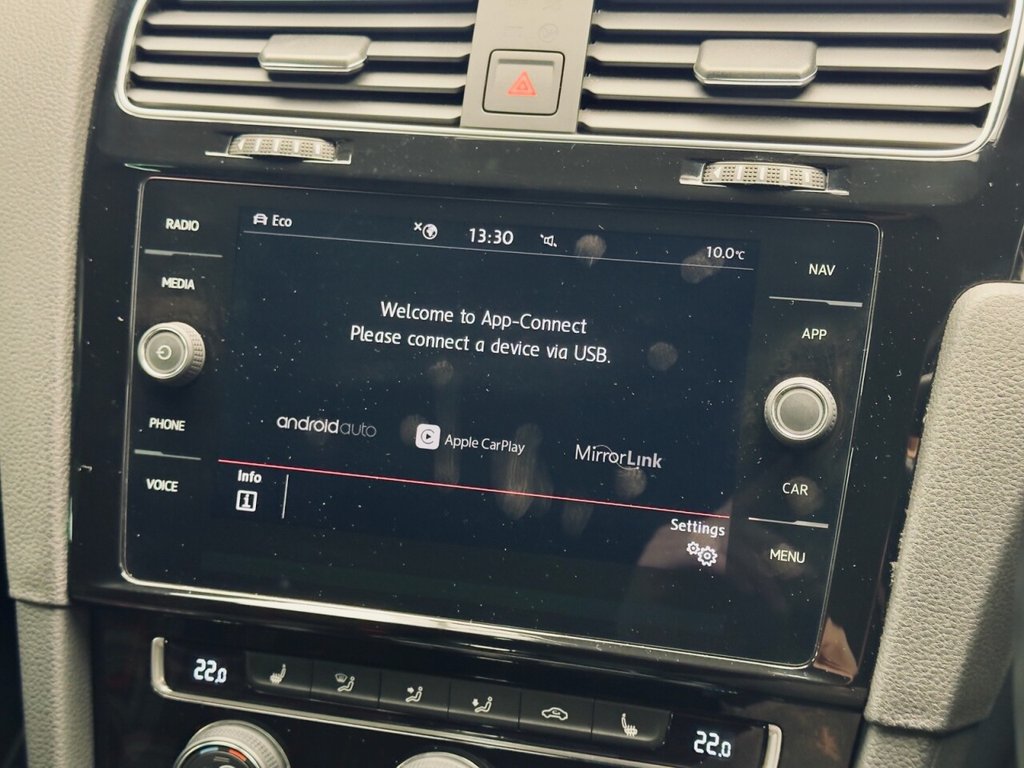 RADIO
MEDIA
PHONE
VOICE
Eco
13:30
10.0°C
Welcome to App-Connect
Please connect a device via USB.
androidauto
Apple CarPlay
MirrorLink
Info
Settings
NAV
APP
CAR
MENU
22.0
22.0